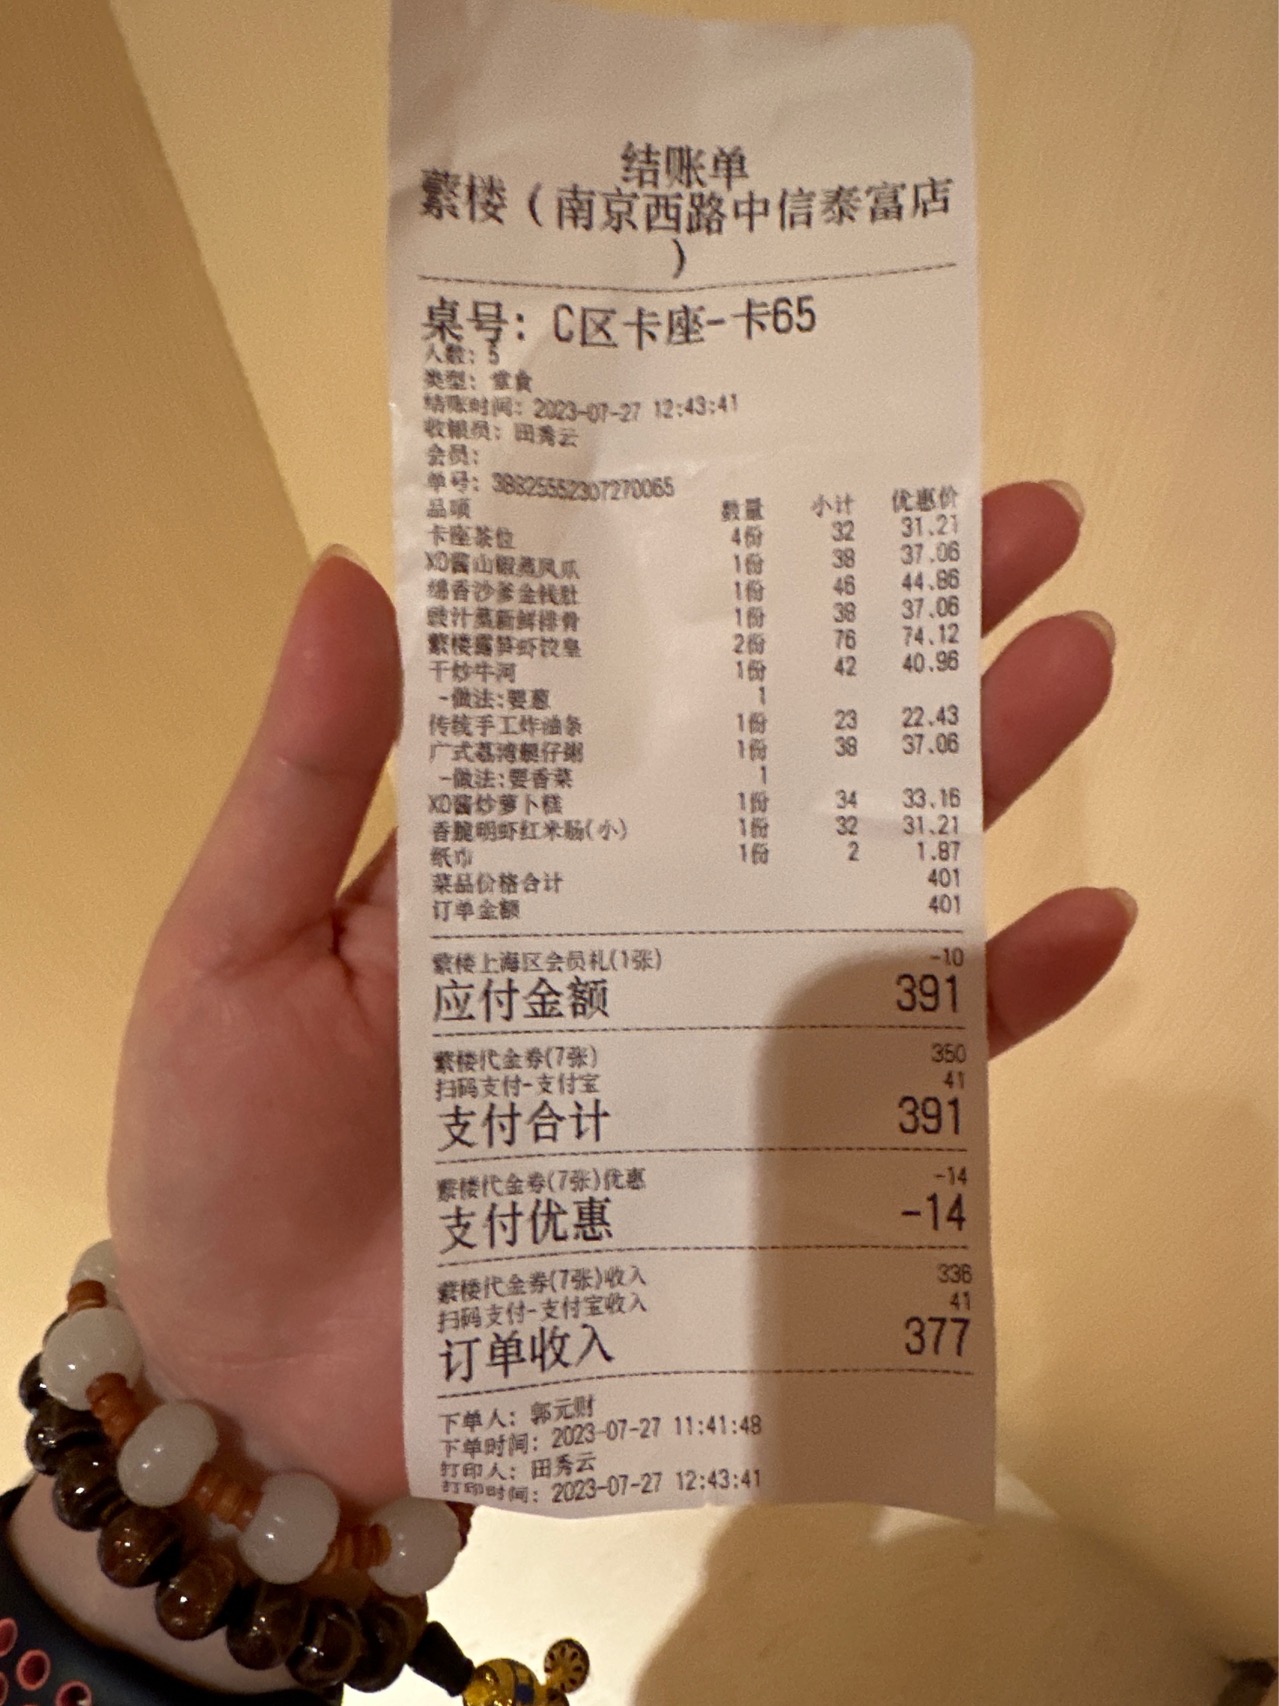 结账单
蘩楼（南京西路中信泰富店
）
桌号：C区卡座-卡65
人数：5
类型：堂食
结账时间：2023-07-27 12:43:41
收银员：田秀云
会员：
单号：38825552307270065
品项 数量 小计 优惠价
卡座茶位 4份 32 31.21
XO酱山椒蒸凤爪 1份 38 37.06
绵香沙爹金钱肚 1份 46 44.86
豉汁蒸新鲜排骨 1份 38 37.06
蘩楼露笋虾饺皇 2份 76 74.12
干炒牛河 1份 42 40.96
-做法:要葱 1
传统手工炸油条 1份 23 22.43
广式荔湾艇仔粥 1份 38 37.06
-做法:要香菜 1
XO酱炒萝卜糕 1份 34 33.16
香脆明虾红米肠(小) 1份 32 31.21
纸巾 1份 2 1.87
菜品价格合计 401
订单金额 401
蘩楼上海区会员礼(1张) -10
应付金额 391
蘩楼代金券(7张) 350
扫码支付-支付宝 41
支付合计 391
蘩楼代金券(7张)优惠 -14
支付优惠 -14
蘩楼代金券(7张)收入 336
扫码支付-支付宝收入 41
订单收入 377
下单人：郭元财
下单时间：2023-07-27 11:41:48
打印人：田秀云
打印时间：2023-07-27 12:43:41